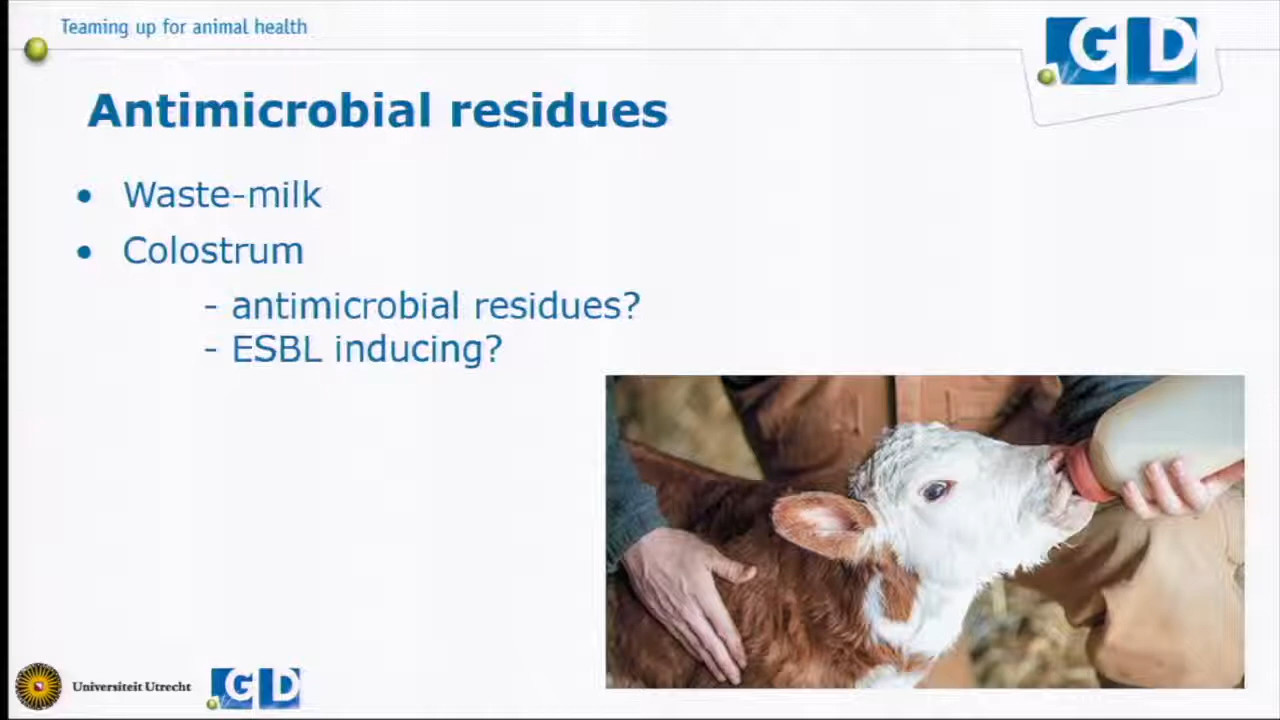 Teaming up for animal health
GD
Antimicrobial residues
• Waste-milk
• Colostrum
- antimicrobial residues?
- ESBL inducing?
Universiteit Utrecht
GD